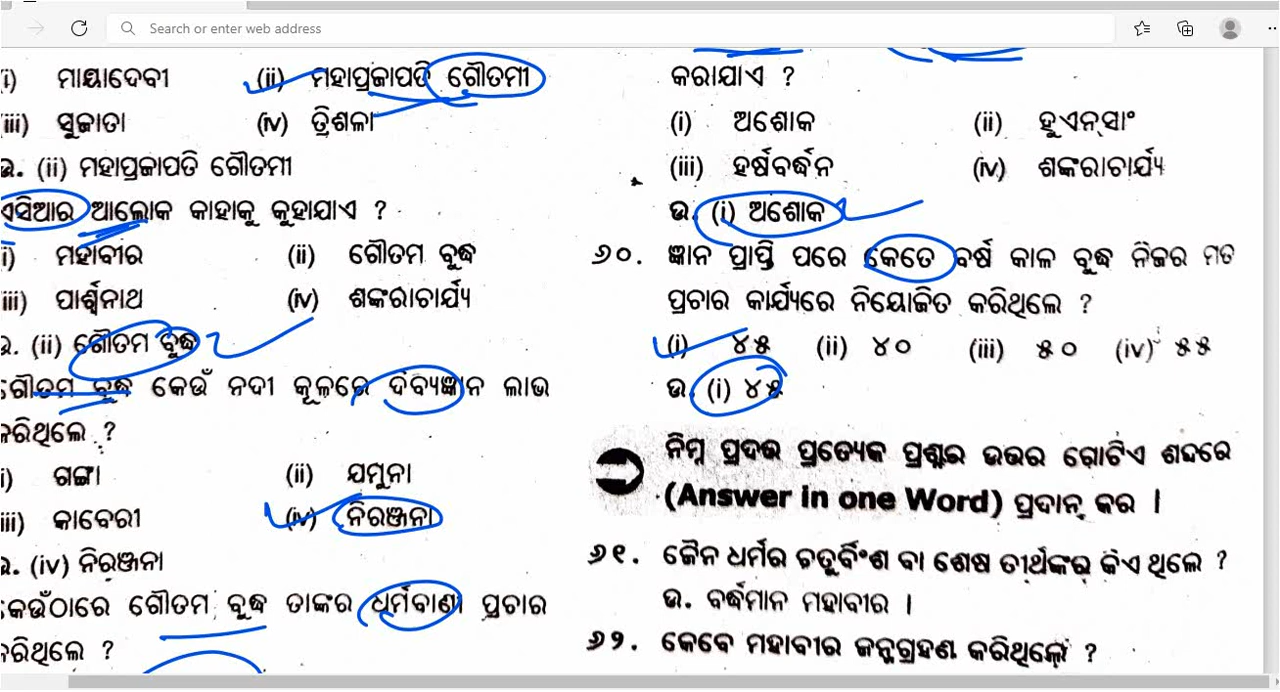 Search or enter web address
i) ମାୟାଦେବୀ (ii) ମହାପ୍ରଜାପତି ଗୌତମୀ
iii) ସୁଜାତା (iv) ତ୍ରିଶଳା
ଉ. (ii) ମହାପ୍ରଜାପତି ଗୌତମୀ
ଏସିଆର ଆଲୋକ କାହାକୁ କୁହାଯାଏ ?
i) ମହାବୀର (ii) ଗୌତମ ବୁଦ୍ଧ
iii) ପାର୍ଶ୍ୱନାଥ (iv) ଶଙ୍କରାଚାର୍ଯ୍ୟ
ଉ. (ii) ଗୌତମ ବୁଦ୍ଧ
ଗୌତମ ବୁଦ୍ଧ କେଉଁ ନଦୀ କୂଳରେ ଦିବ୍ୟଜ୍ଞାନ ଲାଭ
କରିଥିଲେ ?
i) ଗଙ୍ଗା (ii) ଯମୁନା
iii) କାବେରୀ (iv) ନିରଞ୍ଜନା
ଉ. (iv) ନିରଞ୍ଜନା
କେଉଁଠାରେ ଗୌତମ ବୁଦ୍ଧ ତାଙ୍କର ଧର୍ମବାଣୀ ପ୍ରଚାର
କରିଥିଲେ ?
କରାଯାଏ ?
(i) ଅଶୋକ (ii) ହୁଏନ୍‌ସାଂ
(iii) ହର୍ଷବର୍ଦ୍ଧନ (iv) ଶଙ୍କରାଚାର୍ଯ୍ୟ
ଉ. (i) ଅଶୋକ
୬୦. ଜ୍ଞାନ ପ୍ରାପ୍ତି ପରେ କେତେ ବର୍ଷ କାଳ ବୁଦ୍ଧ ନିଜର ମତ
ପ୍ରଚାର କାର୍ଯ୍ୟରେ ନିୟୋଜିତ କରିଥିଲେ ?
(i) ୪୫ (ii) ୪୦ (iii) ୫୦ (iv) ୫୫
ଉ. (i) ୪୫
ନିମ୍ନ ପ୍ରଦତ୍ତ ପ୍ରତ୍ୟେକ ପ୍ରଶ୍ନର ଉତ୍ତର ଗୋଟିଏ ଶବ୍ଦରେ
(Answer in one Word) ପ୍ରଦାନ୍ କର ।
୬୧. ଜୈନ ଧର୍ମର ଚତୁର୍ବିଂଶ ବା ଶେଷ ତୀର୍ଥଙ୍କର୍ କିଏ ଥିଲେ ?
ଉ. ବର୍ଦ୍ଧମାନ ମହାବୀର ।
୬୨. କେବେ ମହାବୀର ଜନ୍ମଗ୍ରହଣ କରିଥିଲେ ?